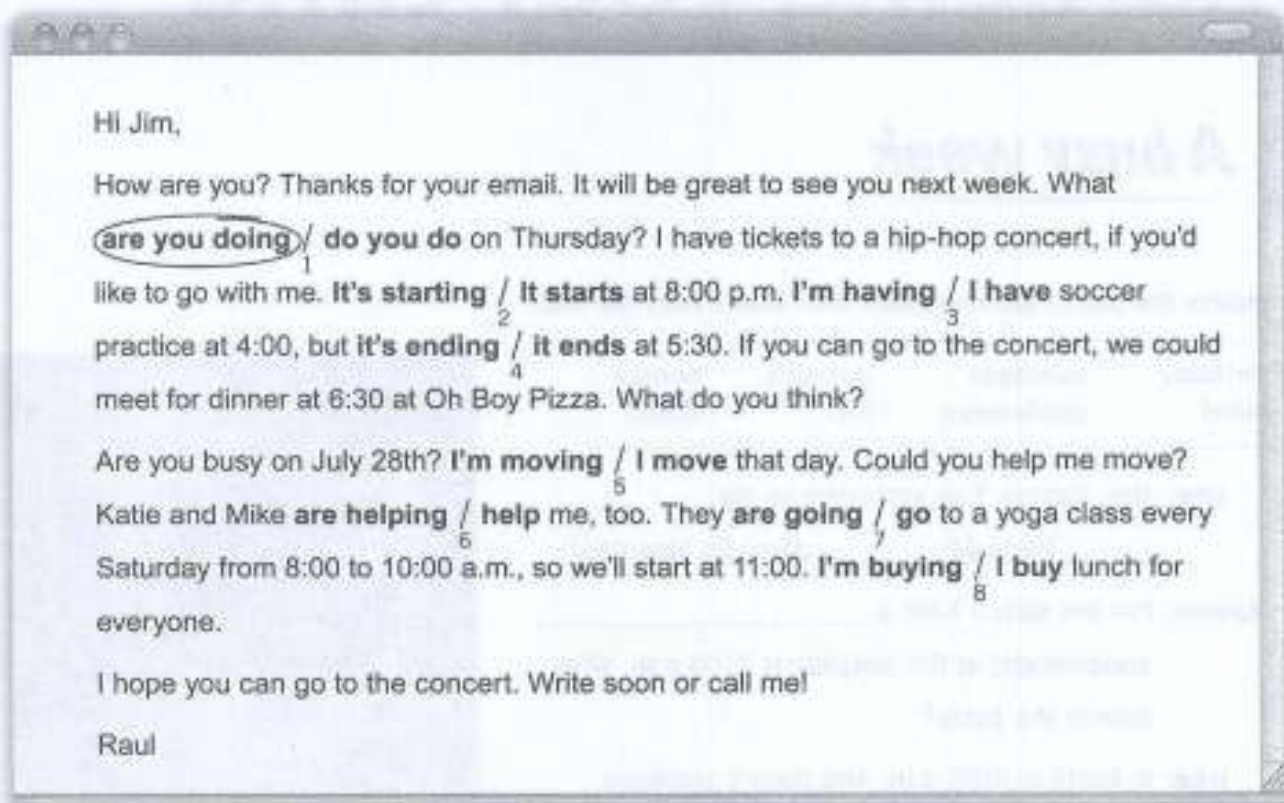 Hi Jim,
How are you? Thanks for your email. It will be great to see you next week. What
are you doing / do you do on Thursday? I have tickets to a hip-hop concert, if you'd
1
like to go with me. It's starting / It starts at 8:00 p.m. I'm having / I have soccer
2 3
practice at 4:00, but it's ending / it ends at 5:30. If you can go to the concert, we could
4
meet for dinner at 6:30 at Oh Boy Pizza. What do you think?
Are you busy on July 28th? I'm moving / I move that day. Could you help me move?
5
Katie and Mike are helping / help me, too. They are going / go to a yoga class every
6 7
Saturday from 8:00 to 10:00 a.m., so we'll start at 11:00. I'm buying / I buy lunch for
8
everyone.
I hope you can go to the concert. Write soon or call me!
Raul